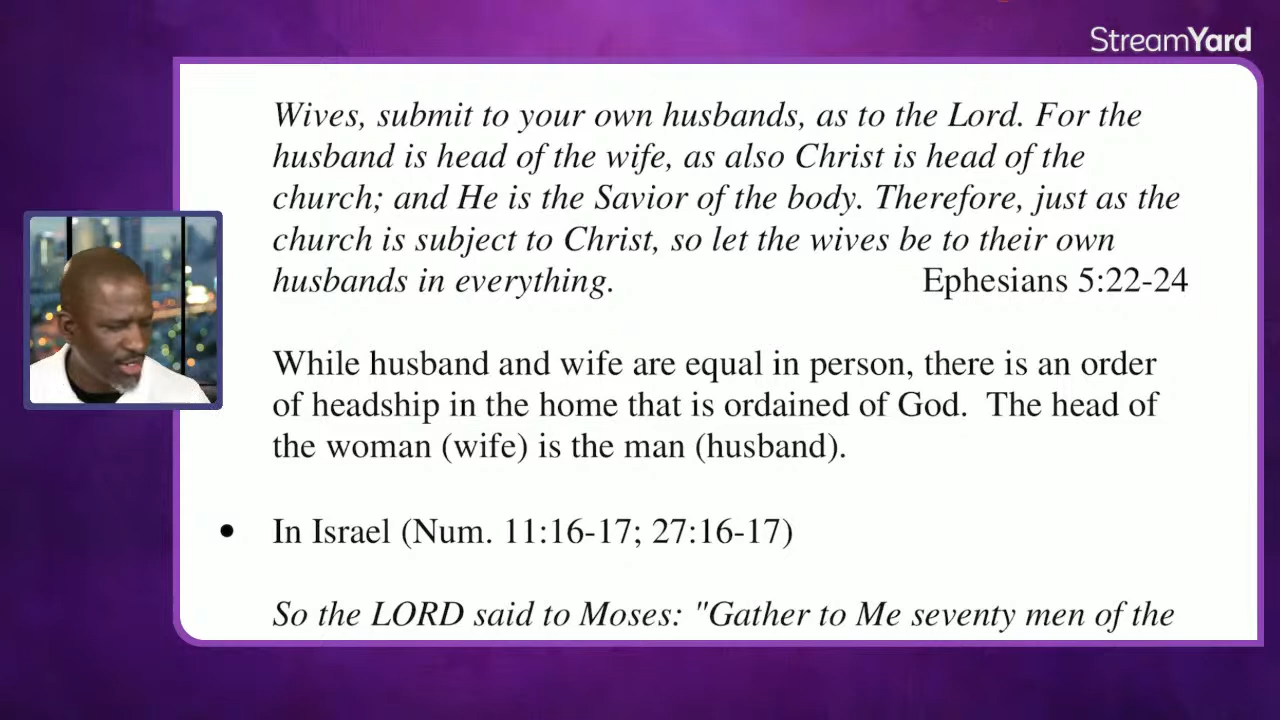 StreamYard
Wives, submit to your own husbands, as to the Lord. For the
husband is head of the wife, as also Christ is head of the
church; and He is the Savior of the body. Therefore, just as the
church is subject to Christ, so let the wives be to their own
husbands in everything. Ephesians 5:22-24
While husband and wife are equal in person, there is an order
of headship in the home that is ordained of God.  The head of
the woman (wife) is the man (husband).
• In Israel (Num. 11:16-17; 27:16-17)
So the LORD said to Moses: "Gather to Me seventy men of the